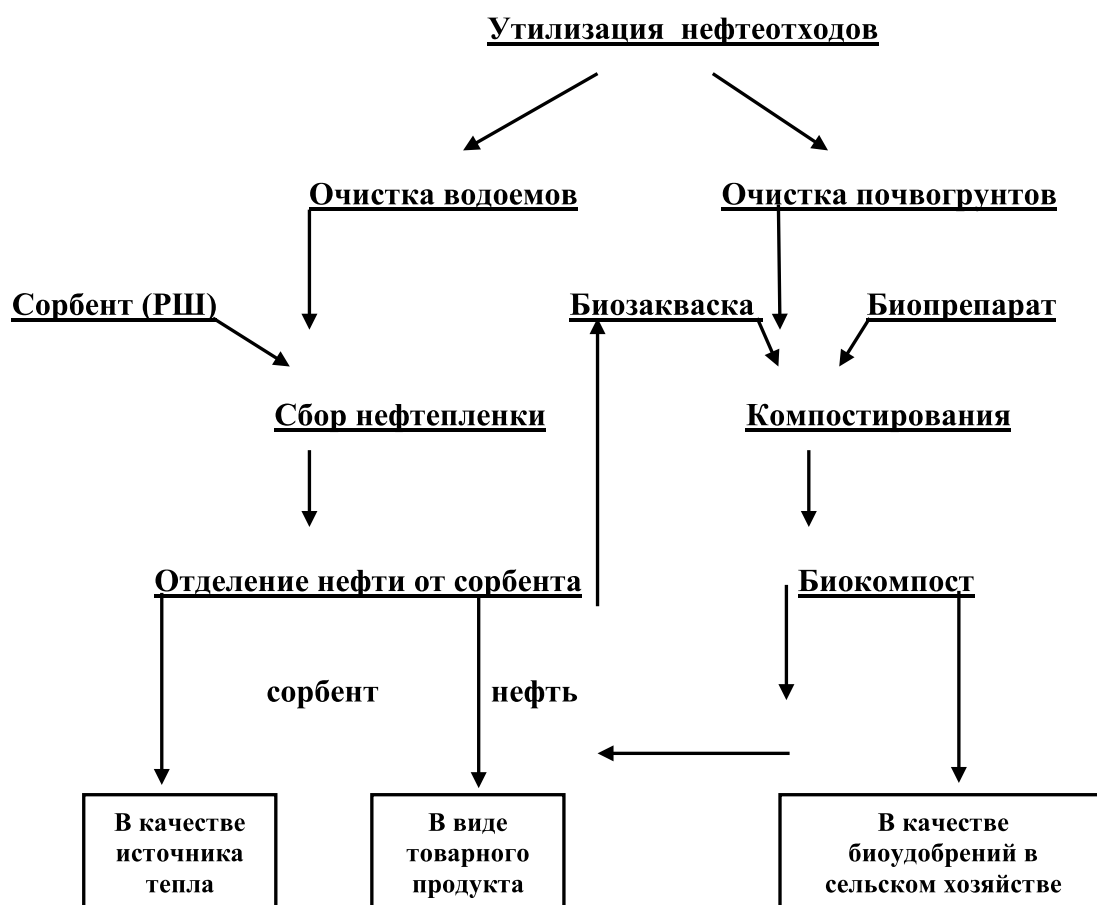 Утилизация нефтеотходов
Очистка водоемов
Очистка почвогрунтов
Сорбент (РШ)
Биозакваска
Биопрепарат
Сбор нефтепленки
Компостирования
Отделение нефти от сорбента
Биокомпост
сорбент
нефть
В качестве
источника
тепла
В виде
товарного
продукта
В качестве
биоудобрений в
сельском хозяйстве